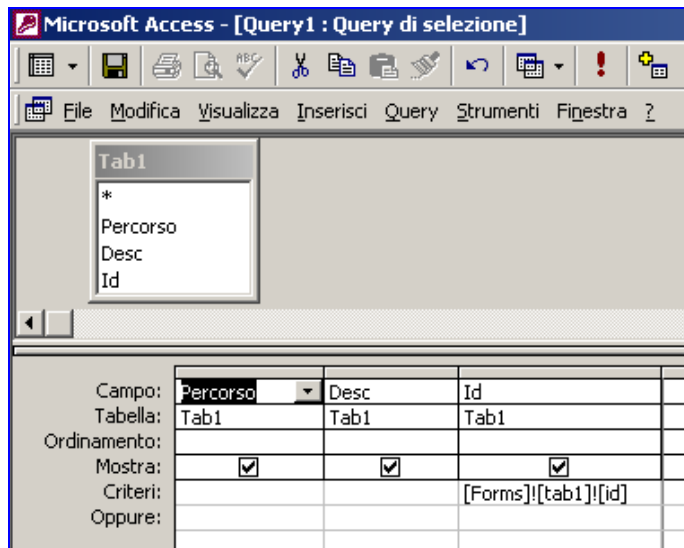 Microsoft Access - [Query1 : Query di selezione]
ABC
File Modifica Visualizza Inserisci Query Strumenti Finestra ?
Tab1
*
Percorso
Desc
Id
Campo: Percorso Desc Id
Tabella: Tab1 Tab1 Tab1
Ordinamento:
Mostra:
Criteri: [Forms]![tab1]![id]
Oppure: